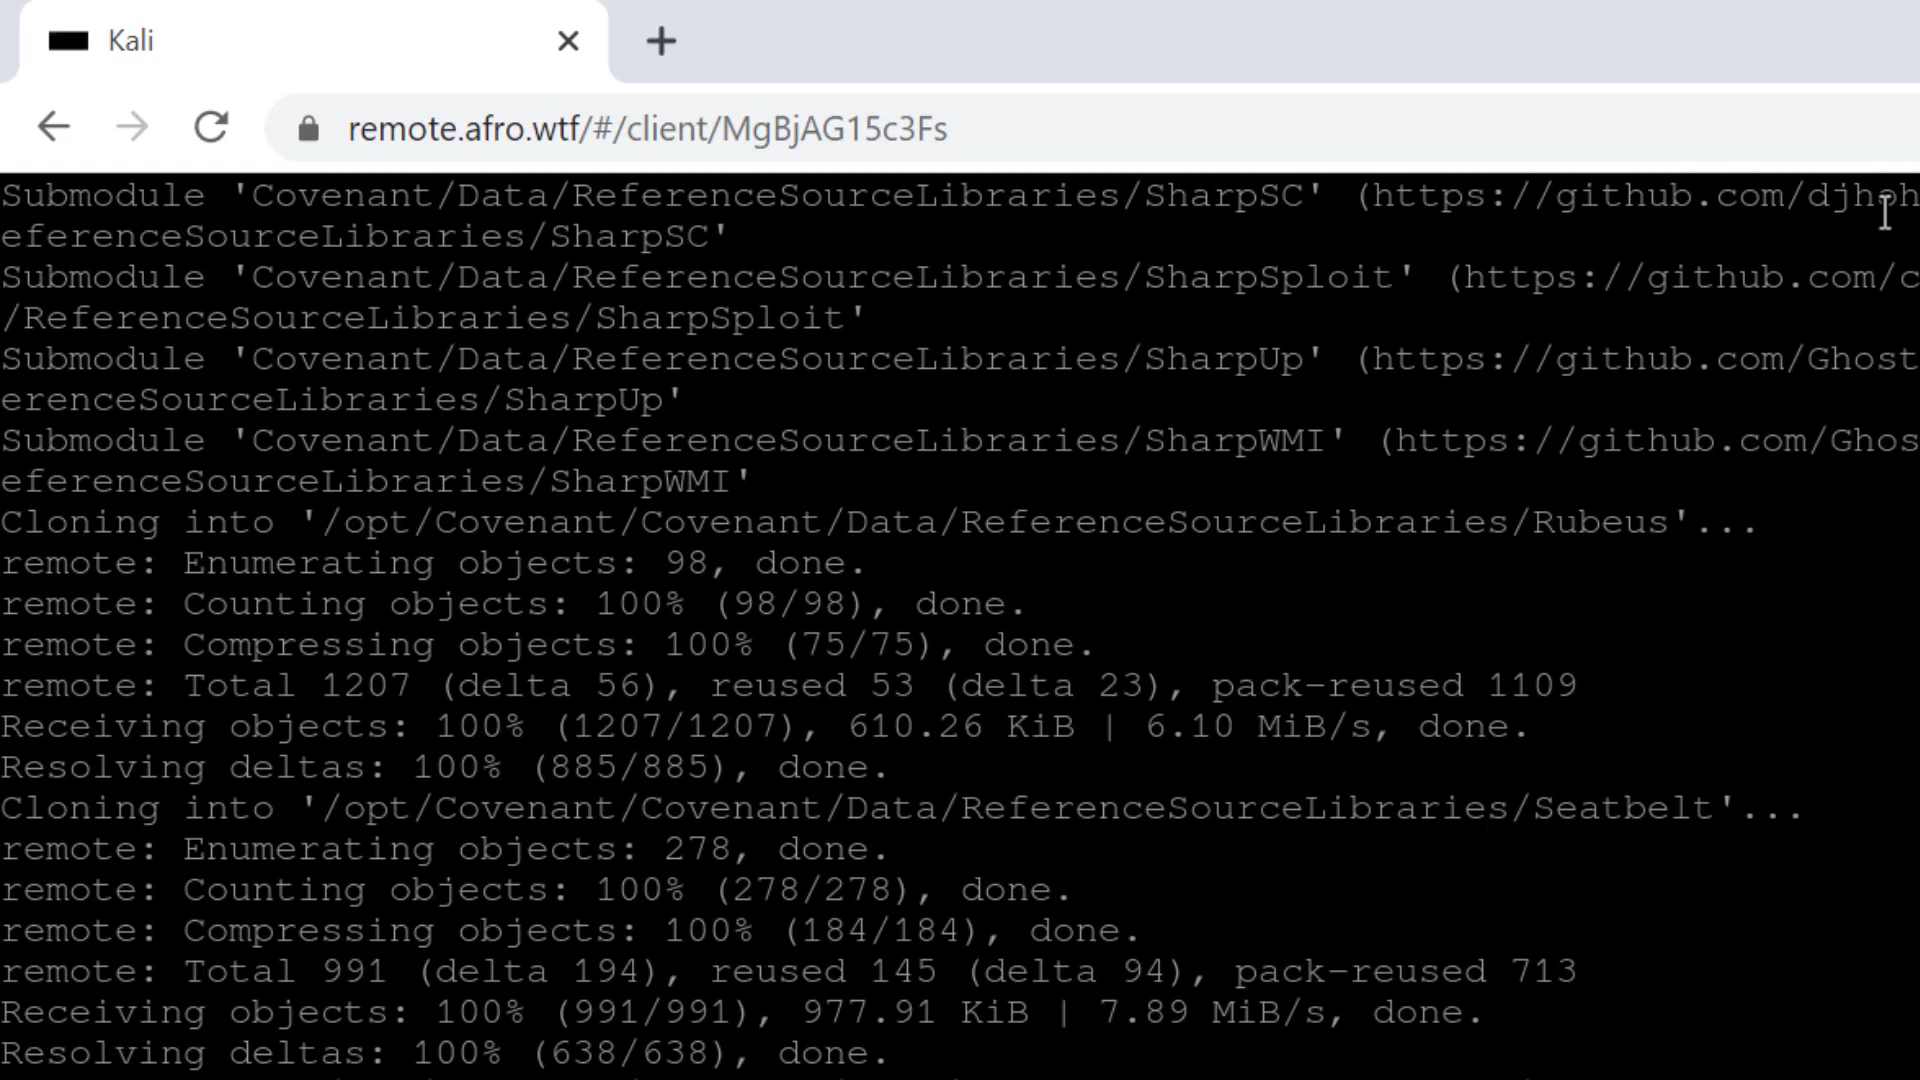 Kali
remote.afro.wtf/#/client/MgBjAG15c3Fs
Submodule 'Covenant/Data/ReferenceSourceLibraries/SharpSC' (https://github.com/djhoh
eferenceSourceLibraries/SharpSC'
Submodule 'Covenant/Data/ReferenceSourceLibraries/SharpSploit' (https://github.com/c
/ReferenceSourceLibraries/SharpSploit'
Submodule 'Covenant/Data/ReferenceSourceLibraries/SharpUp' (https://github.com/Ghost
erenceSourceLibraries/SharpUp'
Submodule 'Covenant/Data/ReferenceSourceLibraries/SharpWMI' (https://github.com/Ghos
eferenceSourceLibraries/SharpWMI'
Cloning into '/opt/Covenant/Covenant/Data/ReferenceSourceLibraries/Rubeus'...
remote: Enumerating objects: 98, done.
remote: Counting objects: 100% (98/98), done.
remote: Compressing objects: 100% (75/75), done.
remote: Total 1207 (delta 56), reused 53 (delta 23), pack-reused 1109
Receiving objects: 100% (1207/1207), 610.26 KiB | 6.10 MiB/s, done.
Resolving deltas: 100% (885/885), done.
Cloning into '/opt/Covenant/Covenant/Data/ReferenceSourceLibraries/Seatbelt'...
remote: Enumerating objects: 278, done.
remote: Counting objects: 100% (278/278), done.
remote: Compressing objects: 100% (184/184), done.
remote: Total 991 (delta 194), reused 145 (delta 94), pack-reused 713
Receiving objects: 100% (991/991), 977.91 KiB | 7.89 MiB/s, done.
Resolving deltas: 100% (638/638), done.